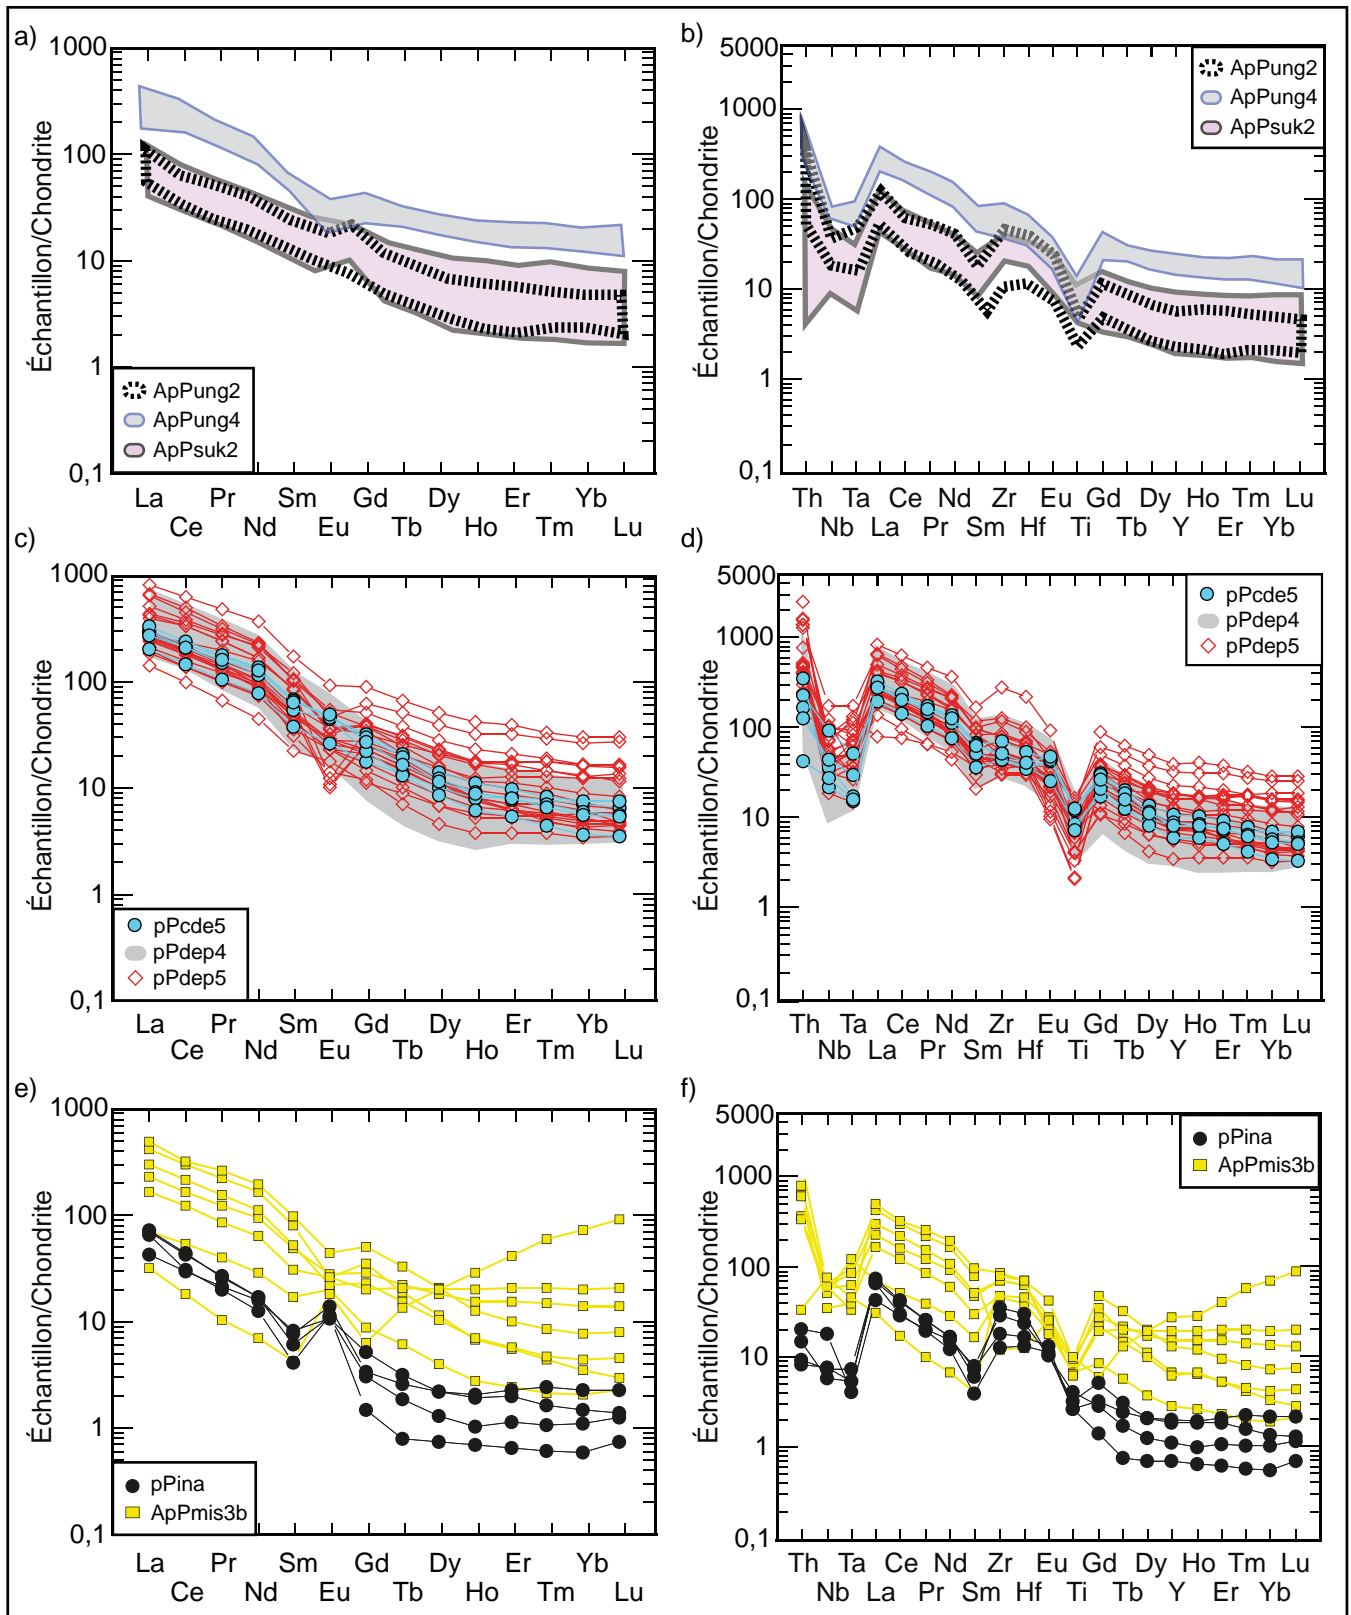 a)
1000
100
10
1
0,1
Échantillon/Chondrite
ApPung2
ApPung4
ApPsuk2
La Pr Sm Gd Dy Er Yb
Ce Nd Eu Tb Ho Tm Lu
b)
5000
1000
100
10
1
0,1
Échantillon/Chondrite
ApPung2
ApPung4
ApPsuk2
Th Ta Ce Nd Zr Eu Gd Dy Ho Tm Lu
Nb La Pr Sm Hf Ti Tb Y Er Yb
c)
1000
100
10
1
0,1
Échantillon/Chondrite
pPcde5
pPdep4
pPdep5
La Pr Sm Gd Dy Er Yb
Ce Nd Eu Tb Ho Tm Lu
d)
5000
1000
100
10
1
0,1
Échantillon/Chondrite
pPcde5
pPdep4
pPdep5
Th Ta Ce Nd Zr Eu Gd Dy Ho Tm Lu
Nb La Pr Sm Hf Ti Tb Y Er Yb
e)
1000
100
10
1
0,1
Échantillon/Chondrite
pPina
ApPmis3b
La Pr Sm Gd Dy Er Yb
Ce Nd Eu Tb Ho Tm Lu
f)
5000
1000
100
10
1
0,1
Échantillon/Chondrite
pPina
ApPmis3b
Th Ta Ce Nd Zr Eu Gd Dy Ho Tm Lu
Nb La Pr Sm Hf Ti Tb Y Er Yb